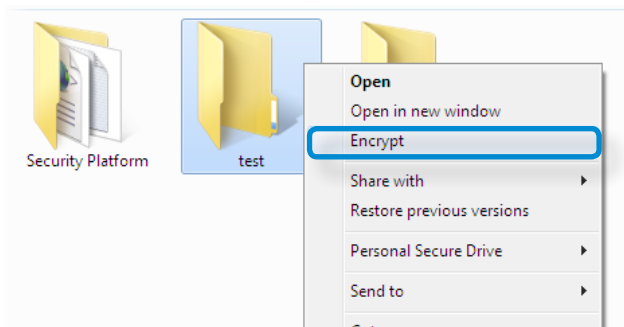 Security Platform
test
Open
Open in new window
Encrypt
Share with
Restore previous versions
Personal Secure Drive
Send to